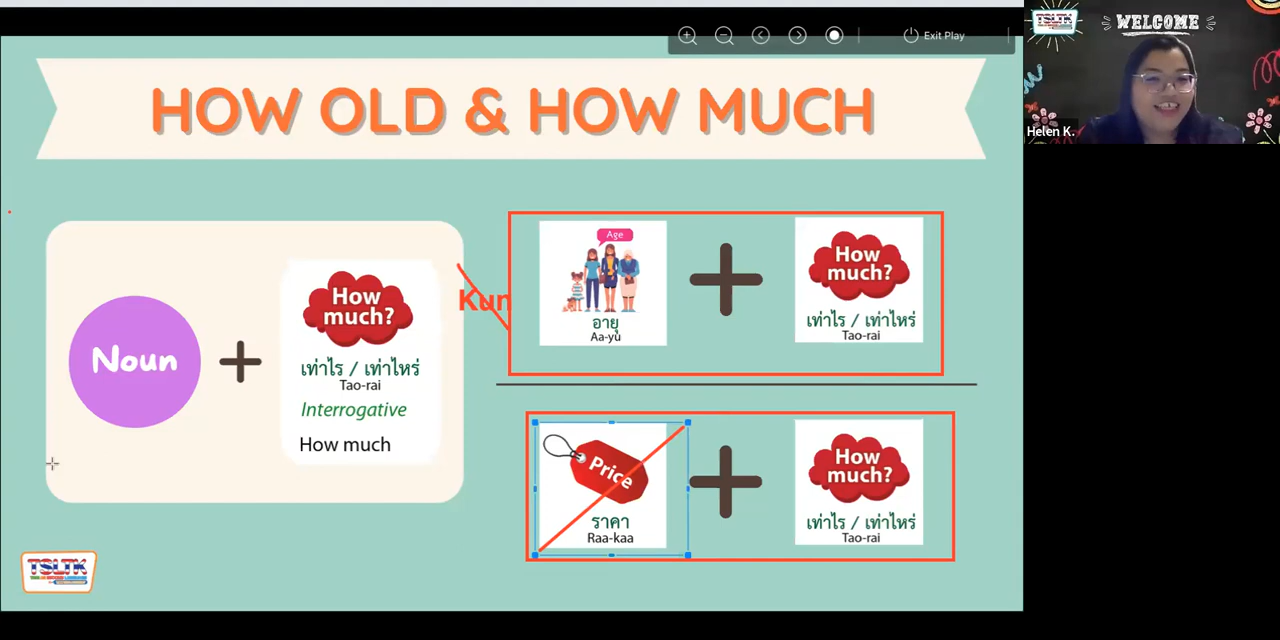 Exit Play
TSLTK
WELCOME
Helen K.
HOW OLD & HOW MUCH
Noun
How
much?
เท่าไร / เท่าไหร่
Tao-rai
Interrogative
How much
Kun
Age
อายุ
Aa-yu
How
much?
เท่าไร / เท่าไหร่
Tao-rai
Price
ราคา
Raa-kaa
How
much?
เท่าไร / เท่าไหร่
Tao-rai
TSLTK